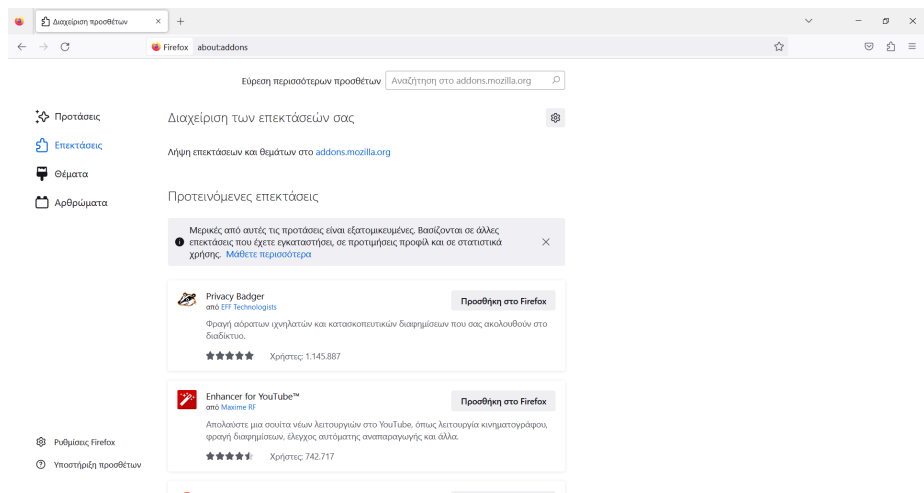 Διαχείριση προσθέτων
Firefox about:addons
Εύρεση περισσότερων προσθέτων Αναζήτηση στο addons.mozilla.org
Προτάσεις
Επεκτάσεις
Θέματα
Αρθρώματα
Διαχείριση των επεκτάσεών σας
Λήψη επεκτάσεων και θεμάτων στο addons.mozilla.org
Προτεινόμενες επεκτάσεις
Μερικές από αυτές τις προτάσεις είναι εξατομικευμένες. Βασίζονται σε άλλες
επεκτάσεις που έχετε εγκαταστήσει, σε προτιμήσεις προφίλ και σε στατιστικά
χρήσης. Μάθετε περισσότερα
Privacy Badger
από EFF Technologists
Προσθήκη στο Firefox
Φραγή αόρατων ιχνηλατών και κατασκοπευτικών διαφημίσεων που σας ακολουθούν στο
διαδίκτυο.
Χρήστες: 1.145.887
Enhancer for YouTube™
από Maxime RF
Προσθήκη στο Firefox
Απολαύστε μια σουίτα νέων λειτουργιών στο YouTube, όπως λειτουργία κινηματογράφου,
φραγή διαφημίσεων, έλεγχος αυτόματης αναπαραγωγής και άλλα.
Χρήστες: 742.717
Ρυθμίσεις Firefox
Υποστήριξη προσθέτων